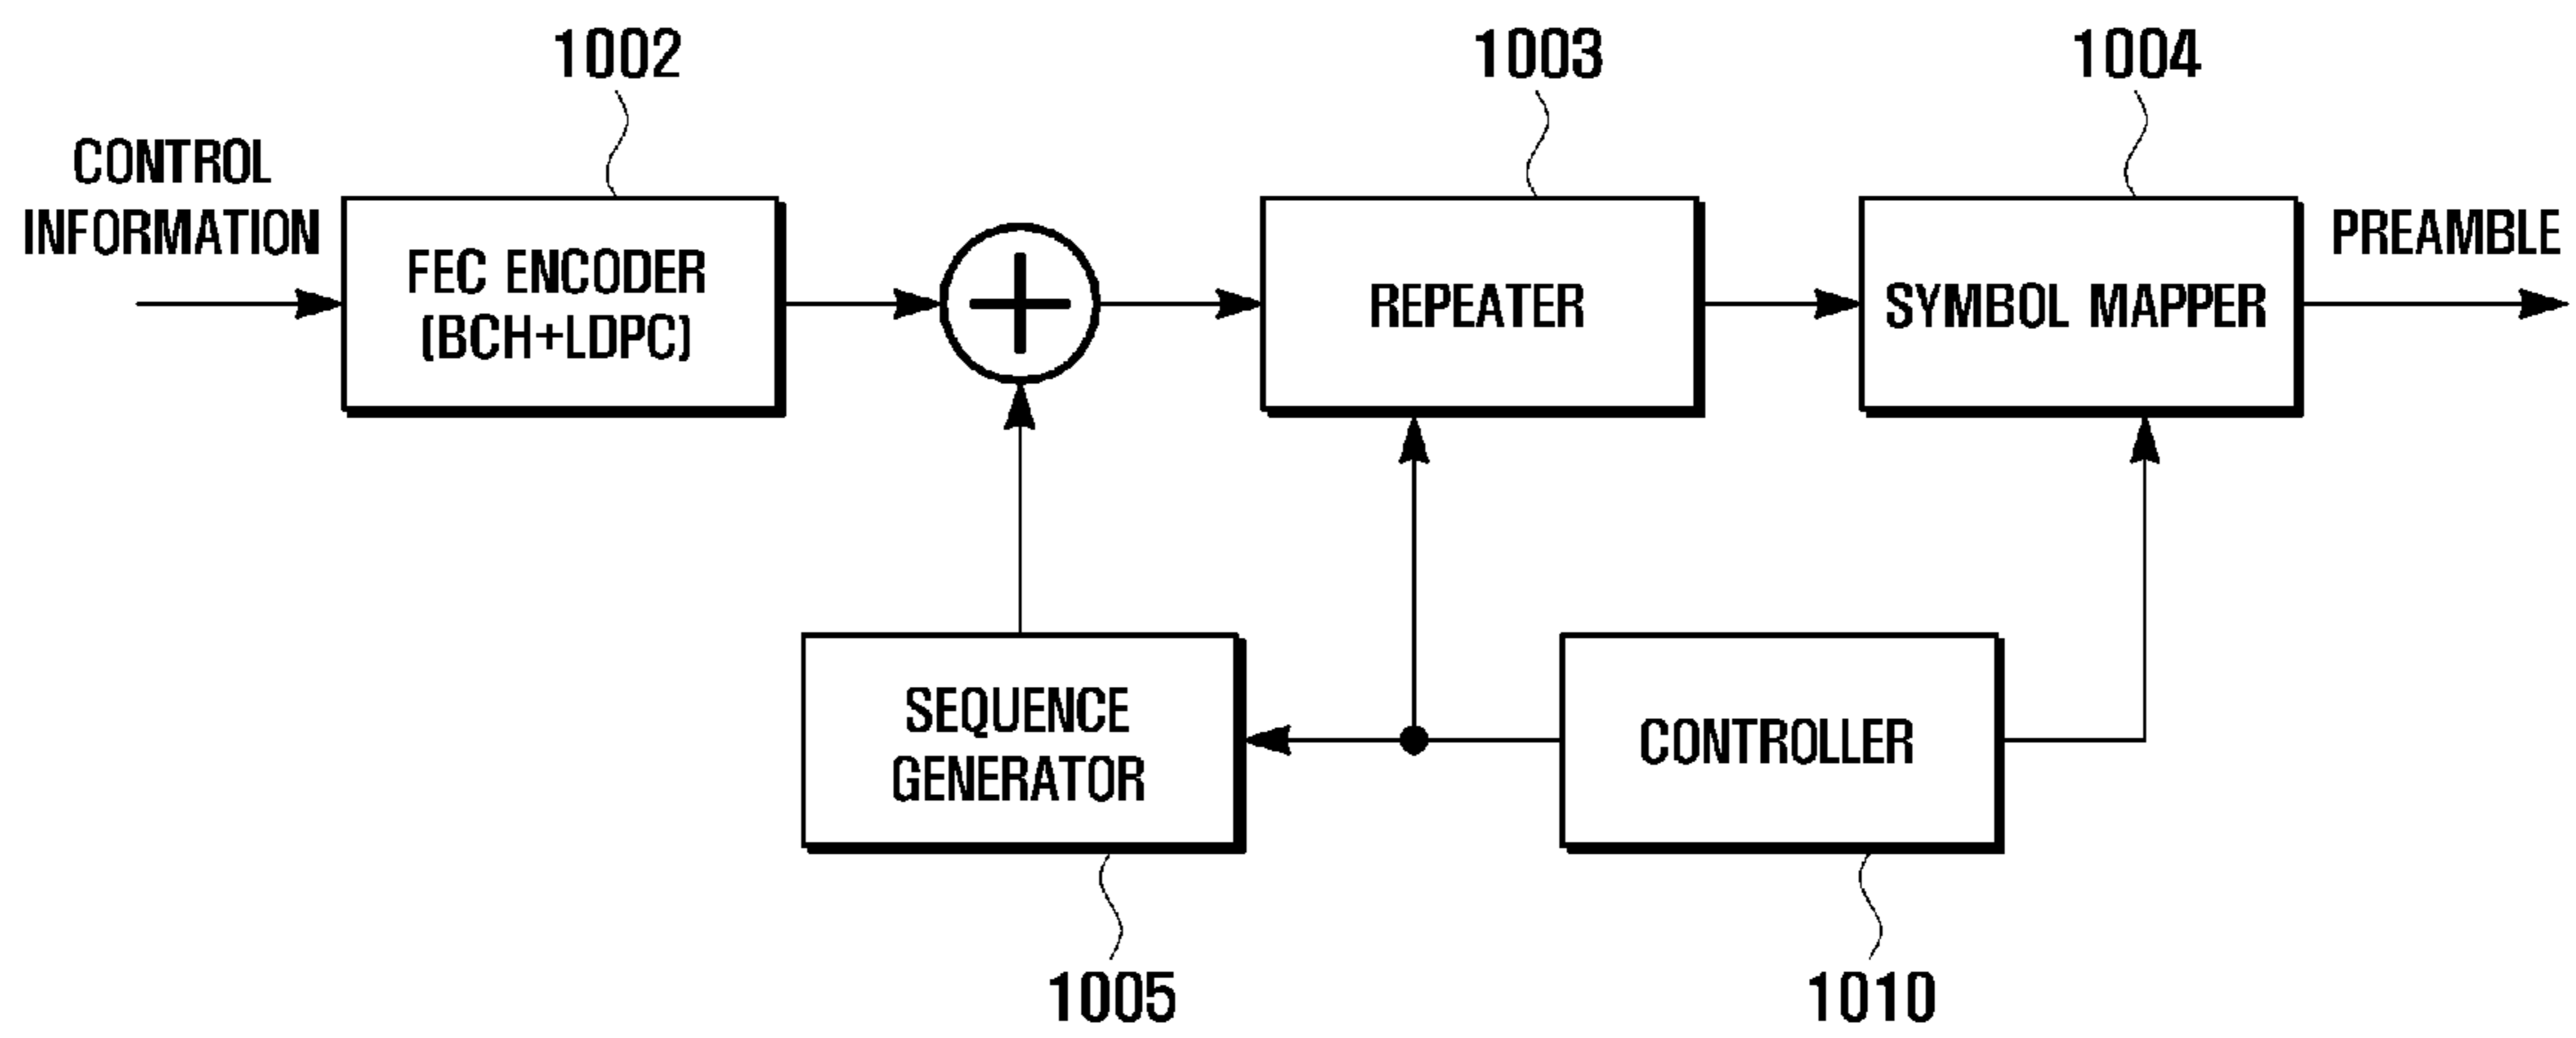 1002
1003
1004
CONTROL
INFORMATION
FEC ENCODER
(BCH+LDPC)
+
REPEATER
SYMBOL MAPPER
PREAMBLE
SEQUENCE
GENERATOR
CONTROLLER
1005
1010